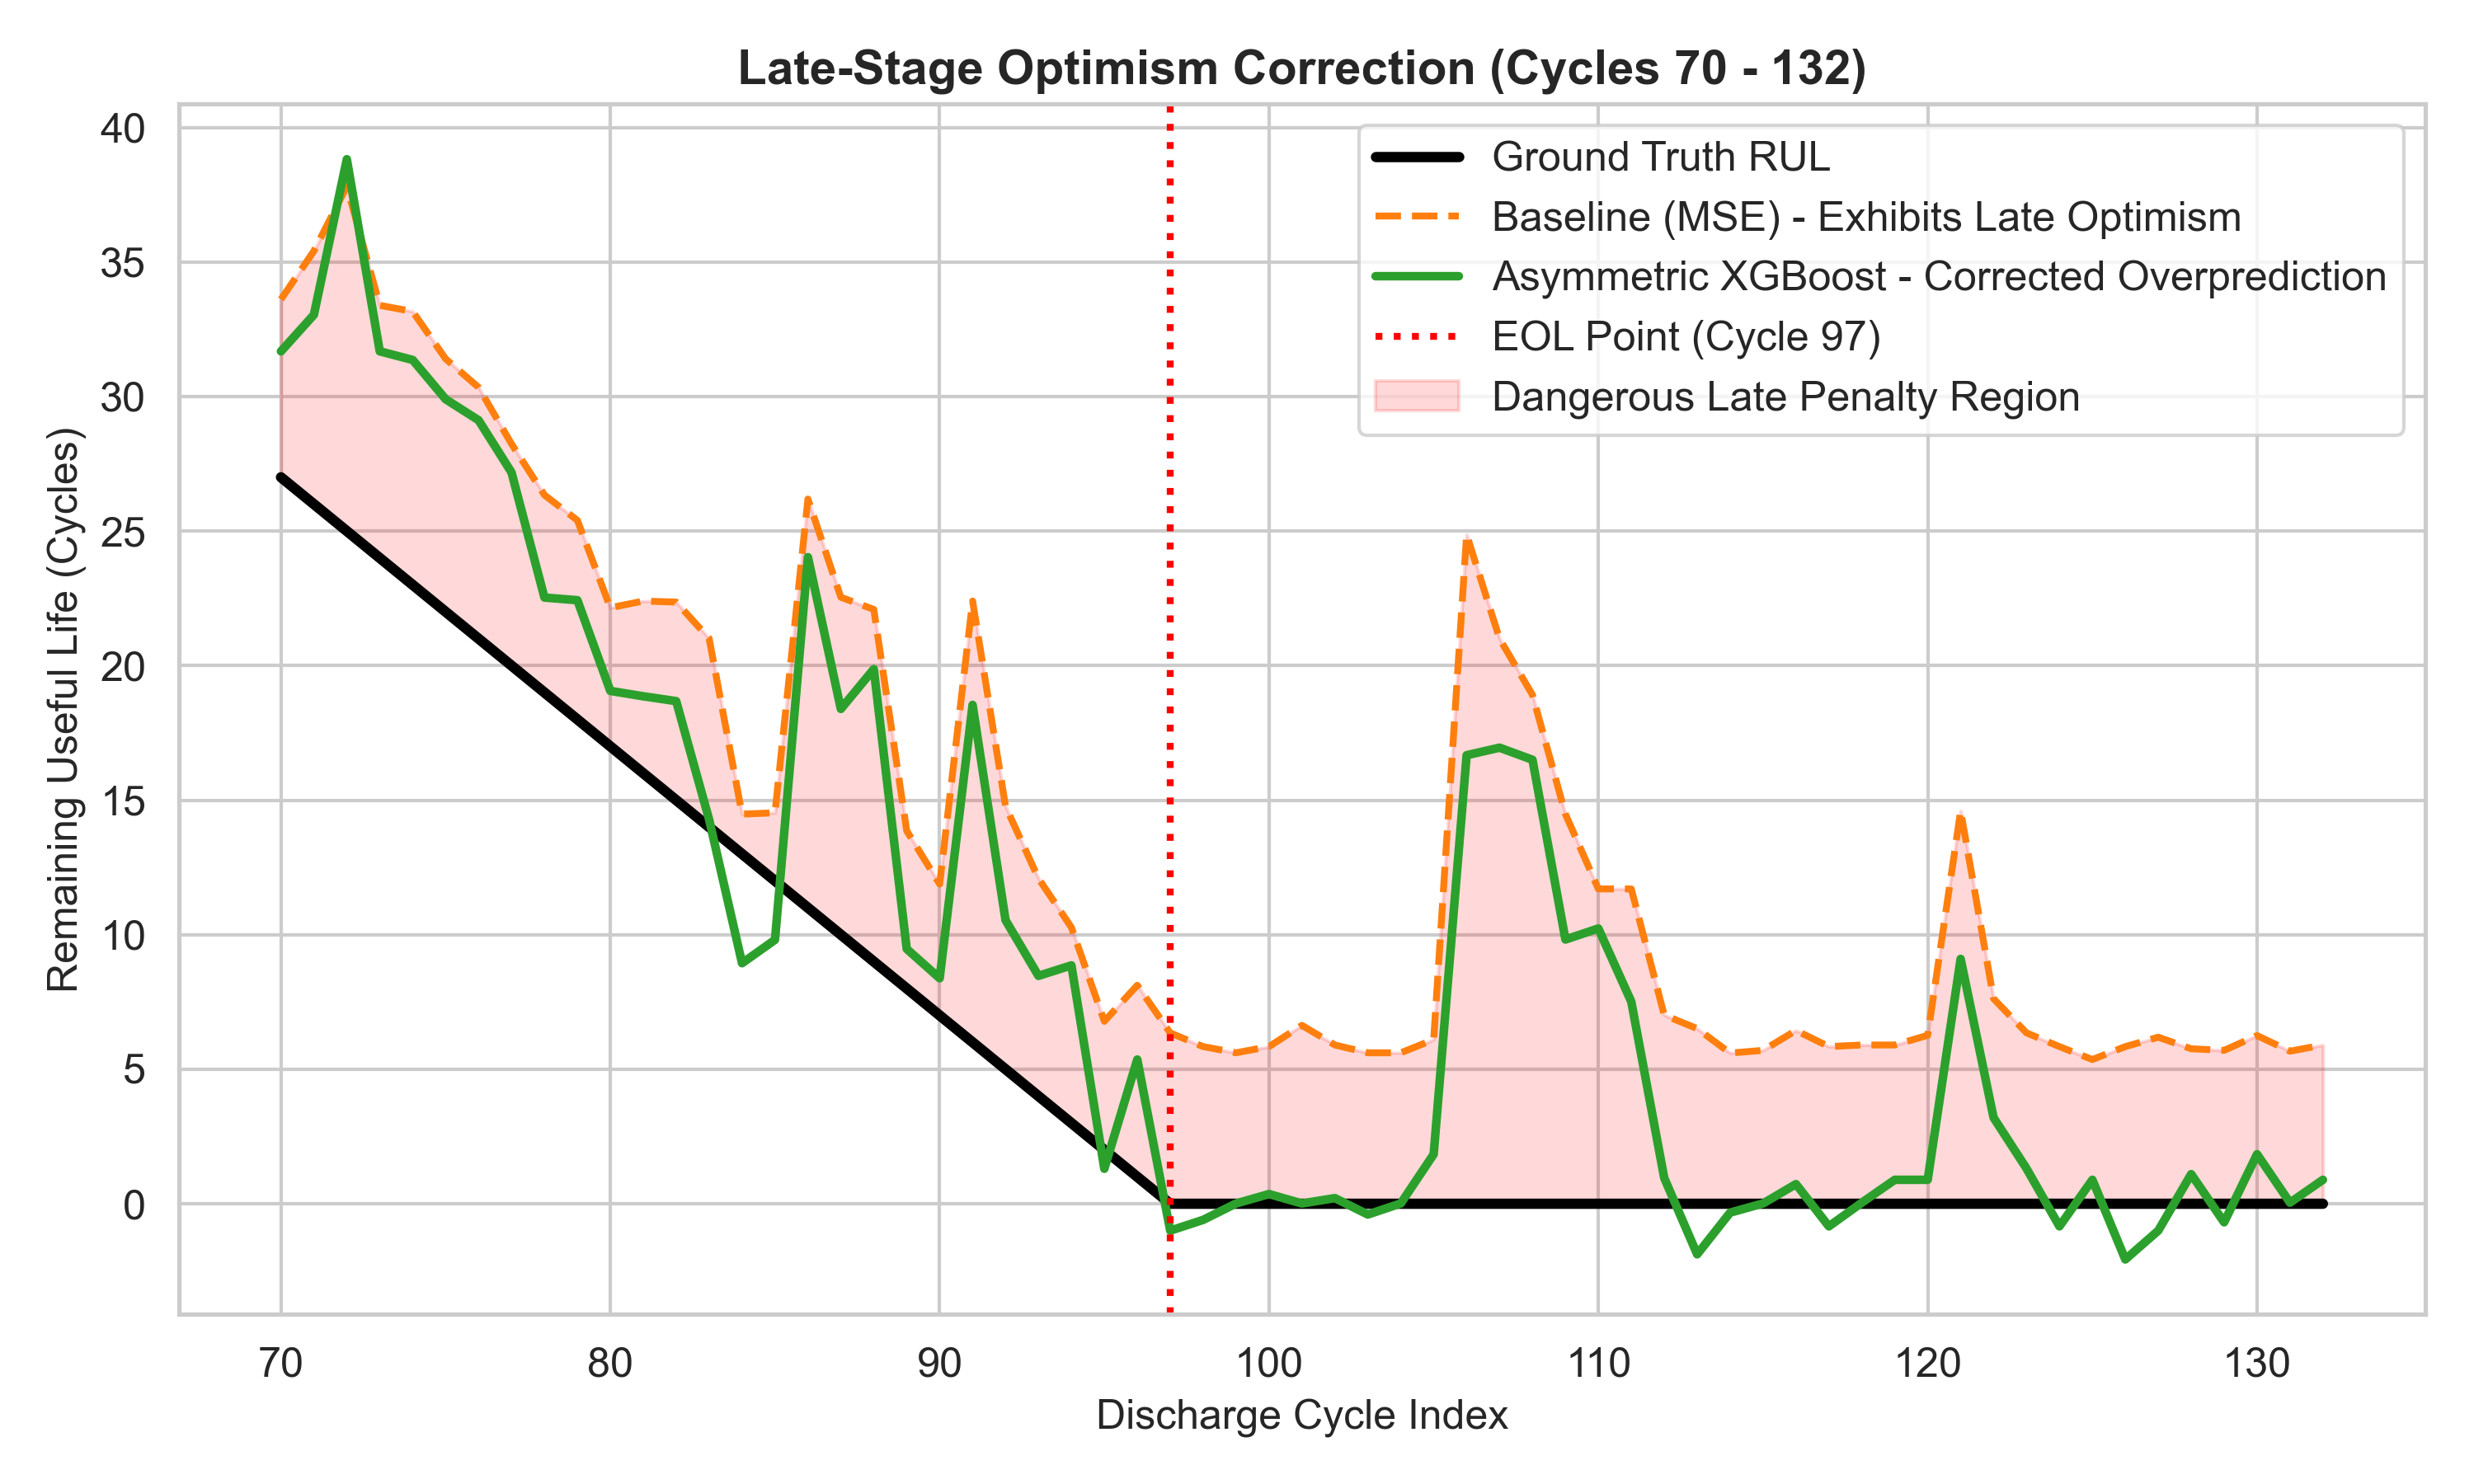 Late-Stage Optimism Correction (Cycles 70 - 132)
Ground Truth RUL
Baseline (MSE) - Exhibits Late Optimism
Asymmetric XGBoost - Corrected Overprediction
EOL Point (Cycle 97)
Dangerous Late Penalty Region
Remaining Useful Life (Cycles)
40
35
30
25
20
15
10
5
0
70 80 90 100 110 120 130
Discharge Cycle Index